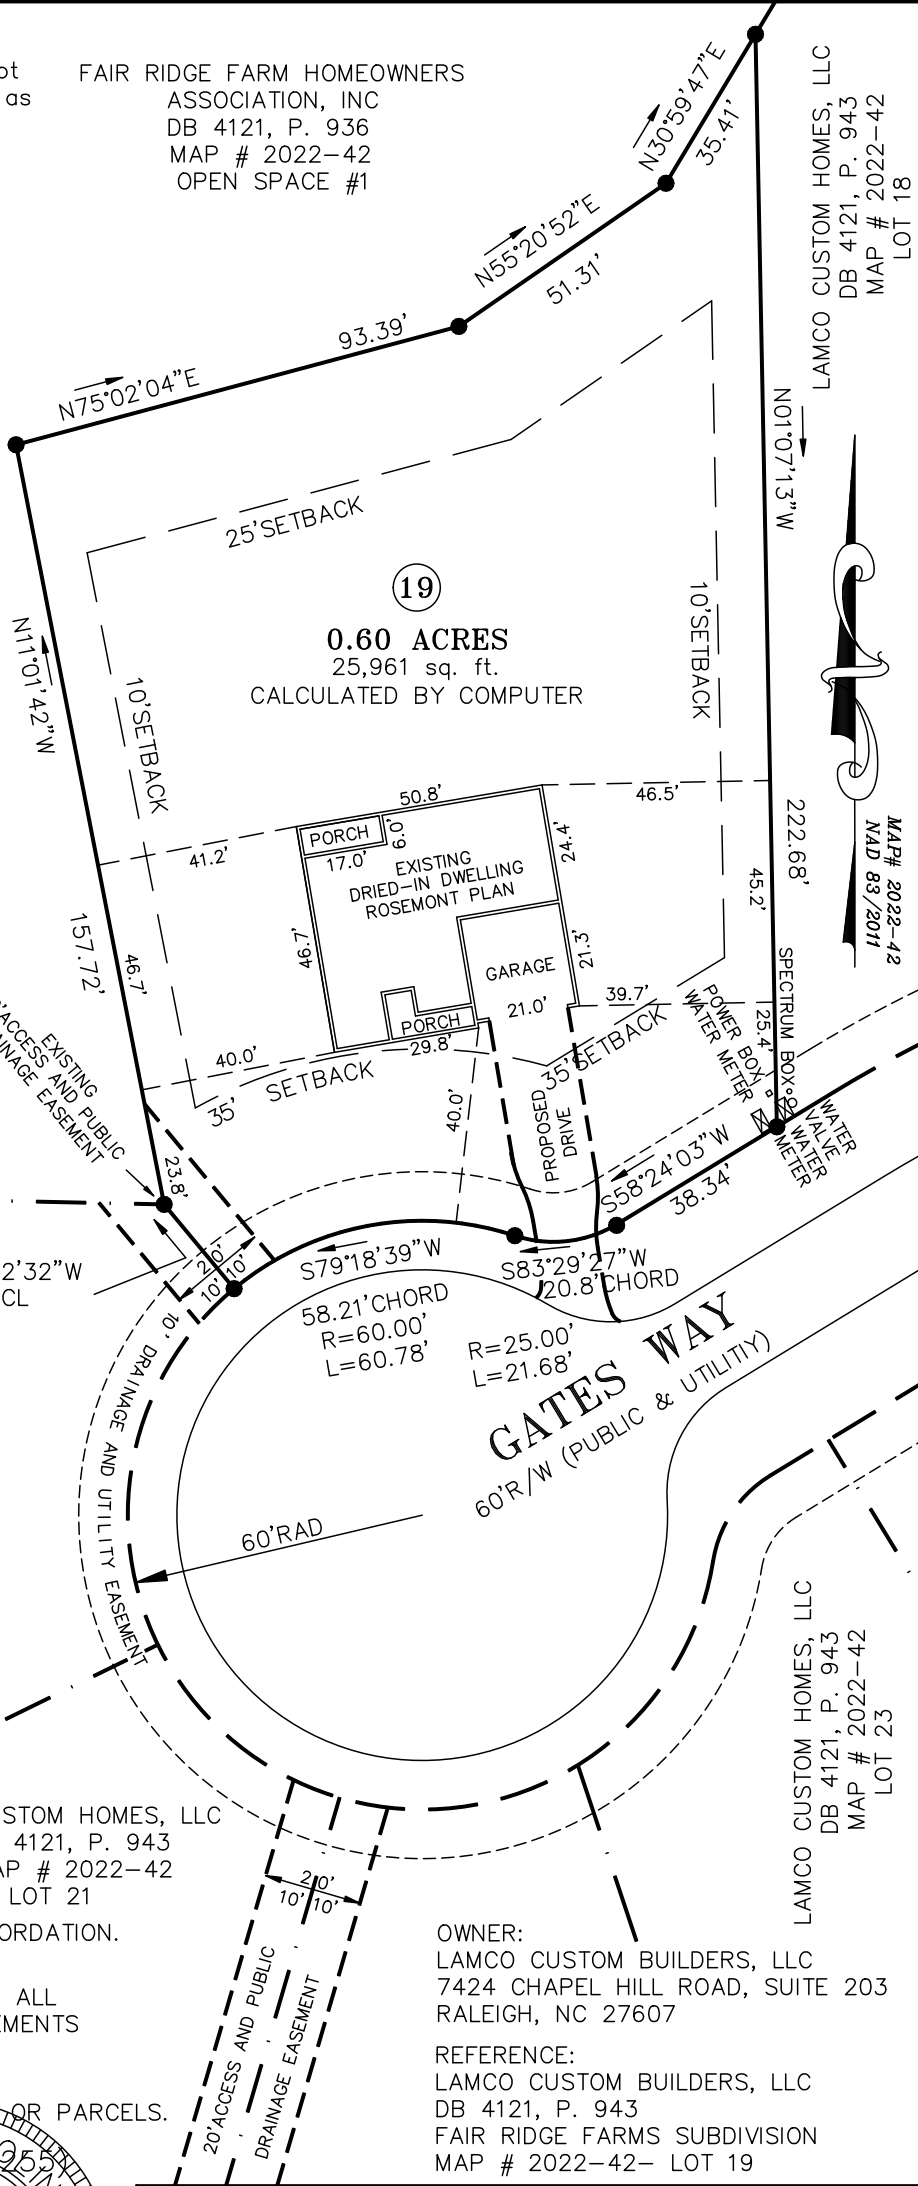 ot
as
FAIR RIDGE FARM HOMEOWNERS
ASSOCIATION, INC
DB 4121, P. 936
MAP # 2022-42
OPEN SPACE #1
N30°59'47"E
35.41'
LAMCO CUSTOM HOMES, LLC
DB 4121, P. 943
MAP # 2022-42
LOT 18
N55°20'52"E
51.31'
93.39'
N75°02'04"E
N01°07'13"W
25'SETBACK
19
0.60 ACRES
25,961 sq. ft.
CALCULATED BY COMPUTER
10'SETBACK
N11°01'42"W
10'SETBACK
50.8'
46.5'
222.68'
MAP# 2022-42
NAD 83/2011
PORCH
6.0'
41.2'
17.0'
24.4'
EXISTING
DRIED-IN DWELLING
ROSEMONT PLAN
45.2'
46.7'
157.72'
46.7'
21.3'
GARAGE
SPECTRUM BOX
39.7'
21.0'
POWER BOX
WATER METER
25.4'
PORCH
29.8'
40.0'
35' SETBACK
35'SETBACK
EXISTING
ACCESS AND PUBLIC
INAGE EASEMENT
40.0'
PROPOSED
DRIVE
WATER
VALVE
WATER
METER
S58°24'03"W
38.34'
23.8'
20'
10' 10'
2'32"W
CL
S79°18'39"W
S83°29'27"W
20.8'CHORD
58.21'CHORD
R=60.00'
L=60.78'
R=25.00'
L=21.68'
GATES WAY
60'R/W (PUBLIC & UTILITIY)
10' DRAINAGE AND UTILITY EASEMENT
60'RAD
LAMCO CUSTOM HOMES, LLC
DB 4121, P. 943
MAP # 2022-42
LOT 23
STOM HOMES, LLC
4121, P. 943
AP # 2022-42
LOT 21
20'
10' 10'
ORDATION.
ALL
EMENTS
OR PARCELS.
20'ACCESS AND PUBLIC
DRAINAGE EASEMENT
OWNER:
LAMCO CUSTOM BUILDERS, LLC
7424 CHAPEL HILL ROAD, SUITE 203
RALEIGH, NC 27607
REFERENCE:
LAMCO CUSTOM BUILDERS, LLC
DB 4121, P. 943
FAIR RIDGE FARMS SUBDIVISION
MAP # 2022-42- LOT 19